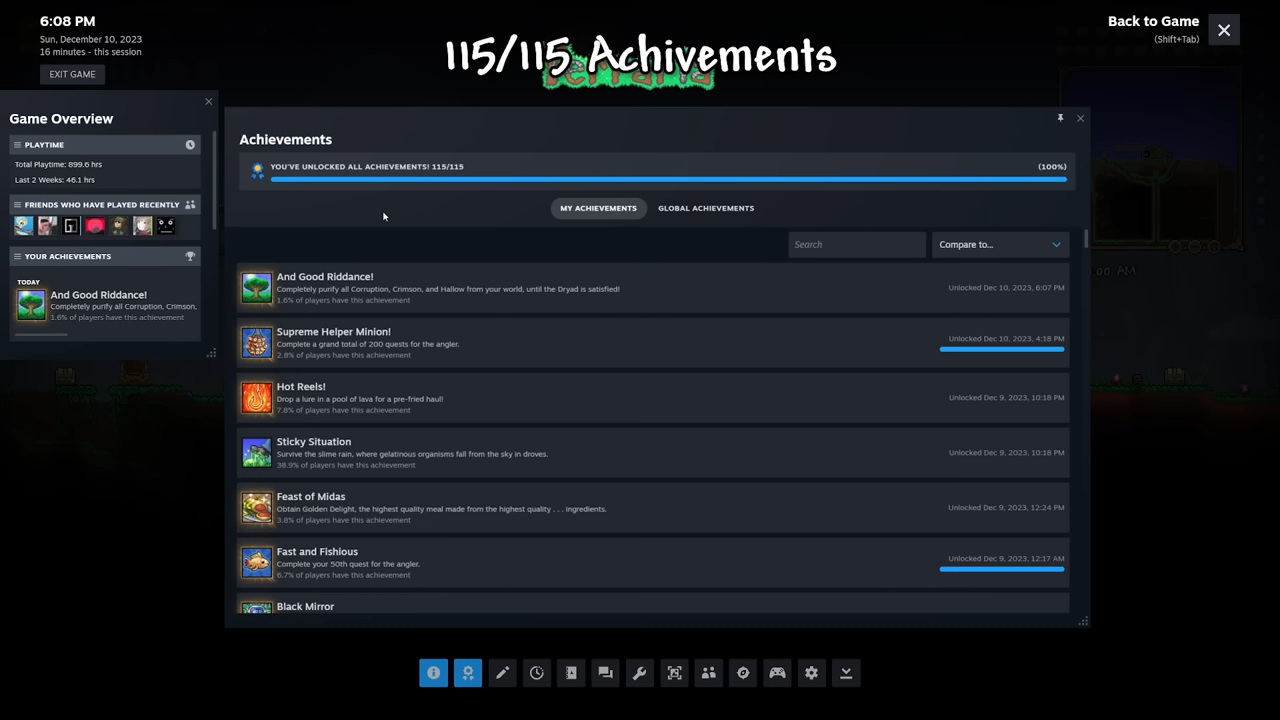 6:08 PM
Sun, December 10, 2023
16 minutes - this session
EXIT GAME
115/115 Achivements
Terraria
Back to Game
(Shift+Tab)
Game Overview
PLAYTIME
Total Playtime: 899.6 hrs
Last 2 Weeks: 46.1 hrs
FRIENDS WHO HAVE PLAYED RECENTLY
YOUR ACHIEVEMENTS
TODAY
And Good Riddance!
Completely purify all Corruption, Crimson,
1.6% of players have this achievement
Achievements
YOU'VE UNLOCKED ALL ACHIEVEMENTS! 115/115
(100%)
MY ACHIEVEMENTS
GLOBAL ACHIEVEMENTS
Search
Compare to...
And Good Riddance!
Completely purify all Corruption, Crimson, and Hallow from your world, until the Dryad is satisfied!
1.6% of players have this achievement
Unlocked Dec 10, 2023, 6:07 PM
Supreme Helper Minion!
Complete a grand total of 200 quests for the angler.
2.8% of players have this achievement
Unlocked Dec 10, 2023, 4:18 PM
Hot Reels!
Drop a lure in a pool of lava for a pre-fried haul!
7.8% of players have this achievement
Unlocked Dec 9, 2023, 10:18 PM
Sticky Situation
Survive the slime rain, where gelatinous organisms fall from the sky in droves.
38.9% of players have this achievement
Unlocked Dec 9, 2023, 10:18 PM
Feast of Midas
Obtain Golden Delight, the highest quality meal made from the highest quality . . . ingredients.
3.8% of players have this achievement
Unlocked Dec 9, 2023, 12:24 PM
Fast and Fishious
Complete your 50th quest for the angler.
6.7% of players have this achievement
Unlocked Dec 9, 2023, 12:17 AM
Black Mirror